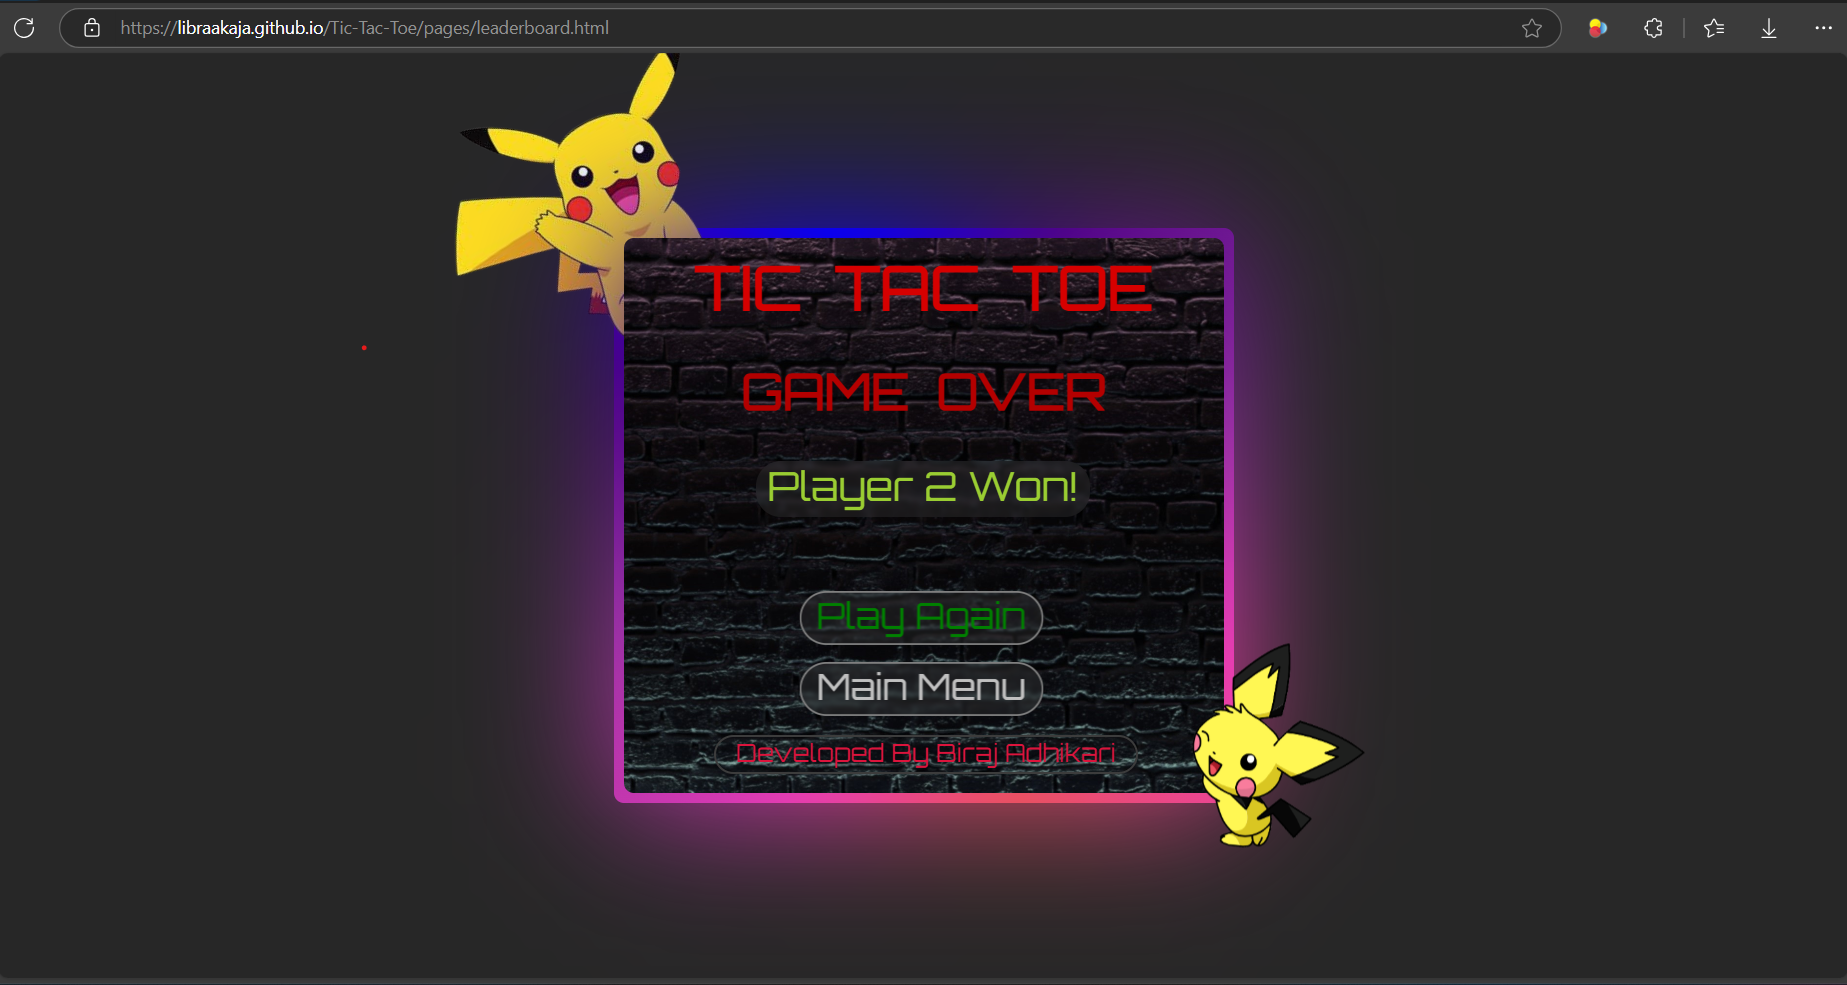 https://libraakaja.github.io/Tic-Tac-Toe/pages/leaderboard.html
TIC TAC TOE
GAME OVER
Player 2 Won!
Play Again
Main Menu
Developed By Biraj Adhikari